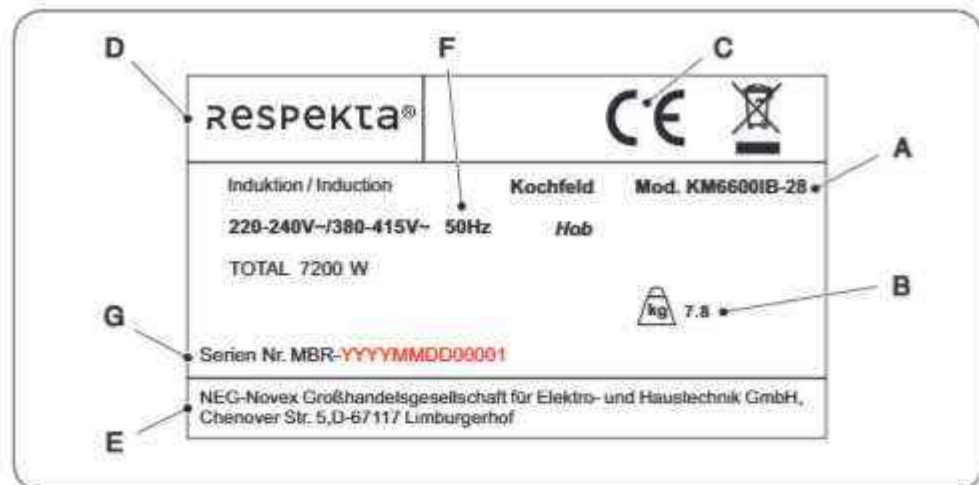 D
F
C
A
Respekta®
CE
Induktion / Induction Kochfeld Mod. KM6600IB-28
220-240V~/380-415V~ 50Hz Hob
TOTAL 7200 W
B
kg 7.8
G
Serien Nr. MBR-YYYYMMDD00001
NEG-Novex Großhandelsgesellschaft für Elektro- und Haustechnik GmbH,
Chenover Str. 5,D-67117 Limburgerhof
E